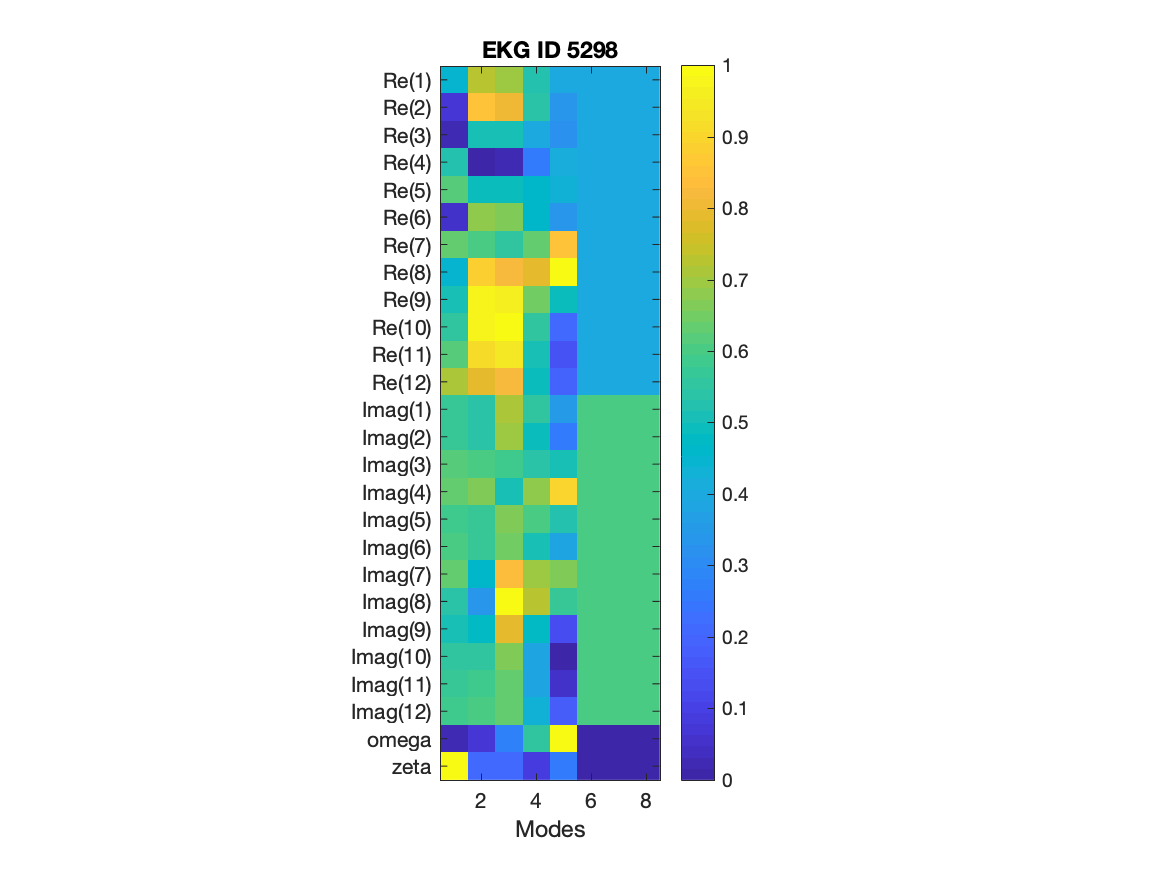 EKG ID 5298
Re(1)
Re(2)
Re(3)
Re(4)
Re(5)
Re(6)
Re(7)
Re(8)
Re(9)
Re(10)
Re(11)
Re(12)
Imag(1)
Imag(2)
Imag(3)
Imag(4)
Imag(5)
Imag(6)
Imag(7)
Imag(8)
Imag(9)
Imag(10)
Imag(11)
Imag(12)
omega
zeta
2 4 6 8
Modes
1
0.9
0.8
0.7
0.6
0.5
0.4
0.3
0.2
0.1
0